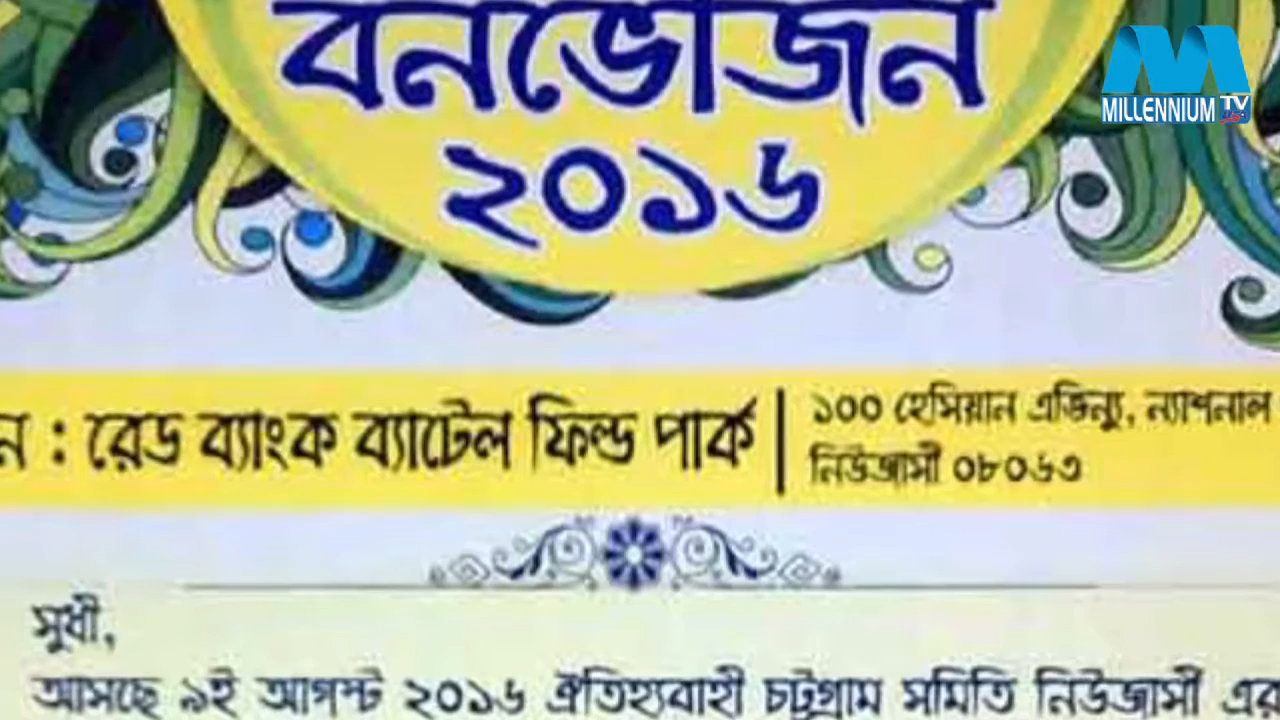 বনভোজন
২০১৬
MILLENNIUM TV
USA
ন : রেড ব্যাংক ব্যাটেল ফিল্ড পার্ক
১০০ হেসিয়ান এভিন্যু, ন্যাশনাল
নিউজার্সী ০৮০৬৩
সুধী,
আসছে ৯ই আগস্ট ২০১৬ ঐতিহ্যবাহী চট্টগ্রাম সমিতি নিউজার্সী এর